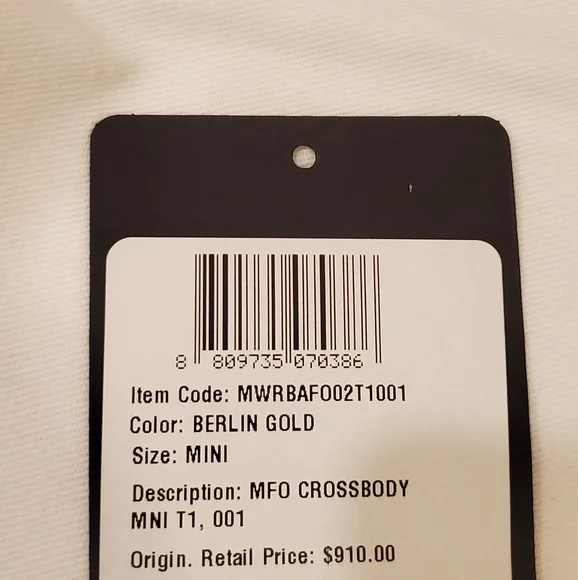 8 809735 070386
Item Code: MWRBAFO02T1001
Color: BERLIN GOLD
Size: MINI
Description: MFO CROSSBODY
MNI T1, 001
Origin. Retail Price: $910.00